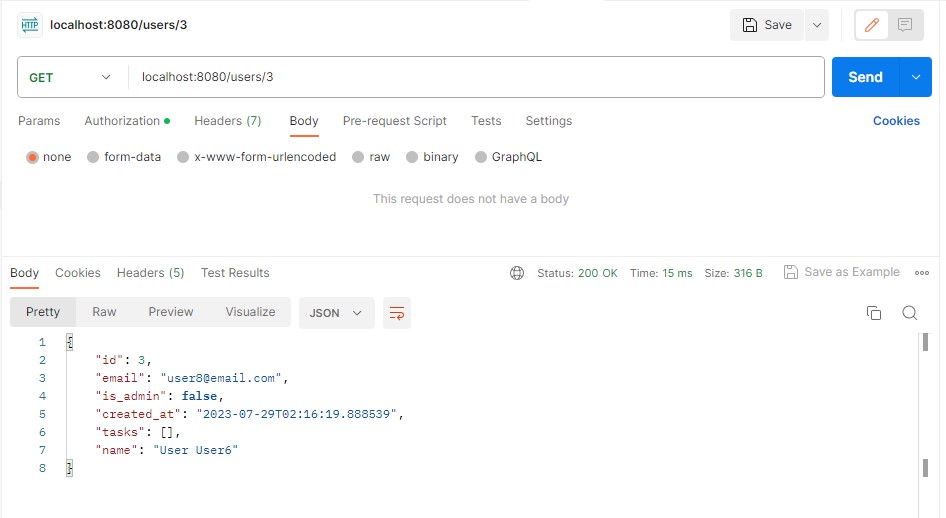 HTTP localhost:8080/users/3 Save
GET localhost:8080/users/3 Send
Params Authorization Headers (7) Body Pre-request Script Tests Settings Cookies
none form-data x-www-form-urlencoded raw binary GraphQL
This request does not have a body
Body Cookies Headers (5) Test Results Status: 200 OK Time: 15 ms Size: 316 B Save as Example
Pretty Raw Preview Visualize JSON
1 {
2 "id": 3,
3 "email": "user8@email.com",
4 "is_admin": false,
5 "created_at": "2023-07-29T02:16:19.888539",
6 "tasks": [],
7 "name": "User User6"
8 }